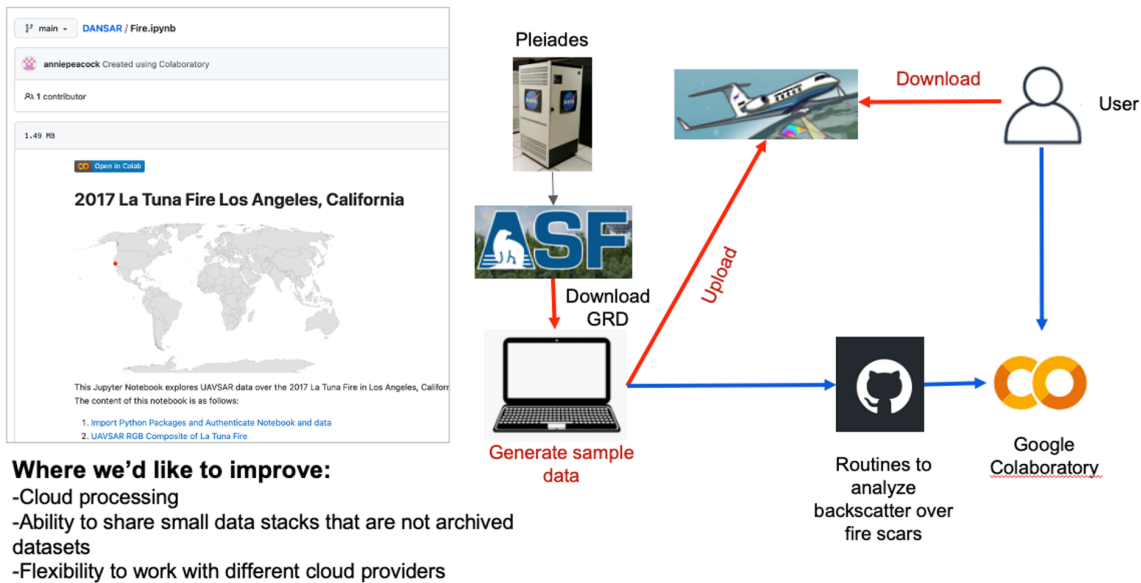 main
DANSAR / Fire.ipynb
anniepeacock Created using Colaboratory
1 contributor
1.49 MB
Open in Colab
2017 La Tuna Fire Los Angeles, California
This Jupyter Notebook explores UAVSAR data over the 2017 La Tuna Fire in Los Angeles, Californ
The content of this notebook is as follows:
1. Import Python Packages and Authenticate Notebook and data
2. UAVSAR RGB Composite of La Tuna Fire
Where we'd like to improve:
-Cloud processing
-Ability to share small data stacks that are not archived
datasets
-Flexibility to work with different cloud providers
Pleiades
NASA
NASA
ASF
Download
GRD
Generate sample
data
Upload
Download
User
Routines to
analyze
backscatter over
fire scars
Google
Colaboratory